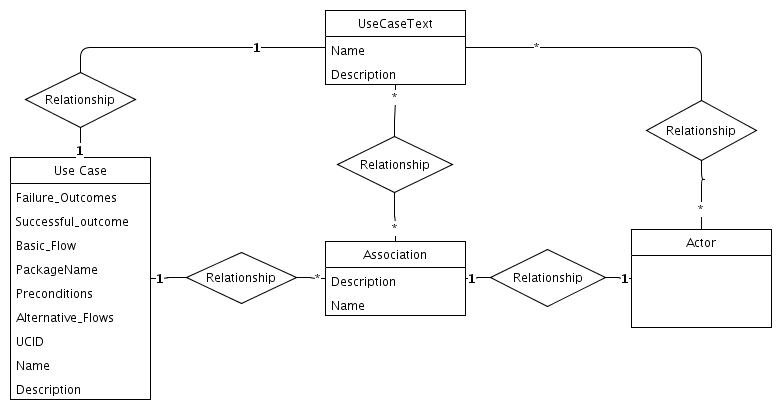 UseCaseText
Name
Description
1
*
Relationship
1
*
Relationship
*
Relationship
*
Use Case
Failure_Outcomes
Successful_outcome
Basic_Flow
PackageName
Preconditions
Alternative_Flows
UCID
Name
Description
1
Relationship
*
Association
Description
Name
1
Relationship
1
Actor